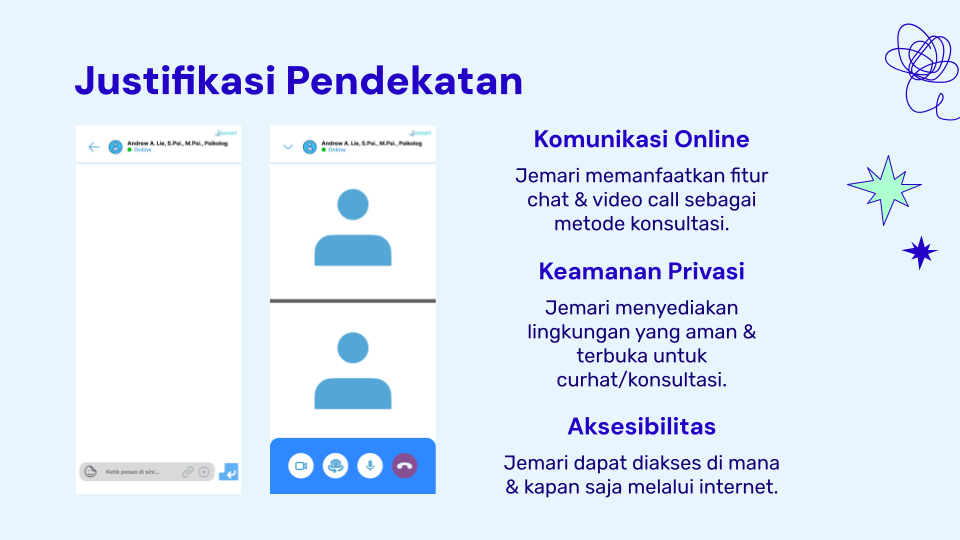 Justifikasi Pendekatan
Jemari
Andrew A. Lie, S.Psi., M.Psi., Psikolog
Online
Ketik pesan di sini...
Jemari
Andrew A. Lie, S.Psi., M.Psi., Psikolog
Online
Komunikasi Online
Jemari memanfaatkan fitur
chat & video call sebagai
metode konsultasi.
Keamanan Privasi
Jemari menyediakan
lingkungan yang aman &
terbuka untuk
curhat/konsultasi.
Aksesibilitas
Jemari dapat diakses di mana
& kapan saja melalui internet.